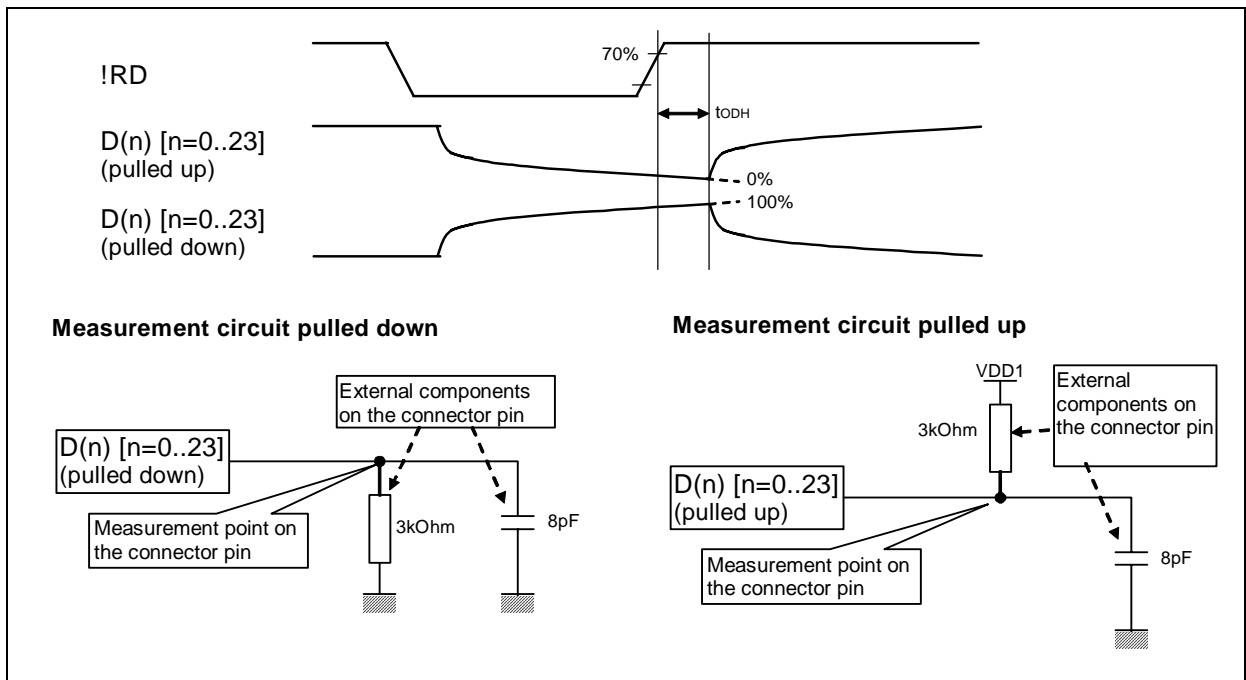 !RD
70%
tODH
D(n) [n=0..23]
(pulled up)
0%
100%
D(n) [n=0..23]
(pulled down)
Measurement circuit pulled down
External components
on the connector pin
D(n) [n=0..23]
(pulled down)
Measurement point on
the connector pin
3kOhm
8pF
Measurement circuit pulled up
VDD1
External
components on
the connector pin
3kOhm
D(n) [n=0..23]
(pulled up)
Measurement point on
the connector pin
8pF